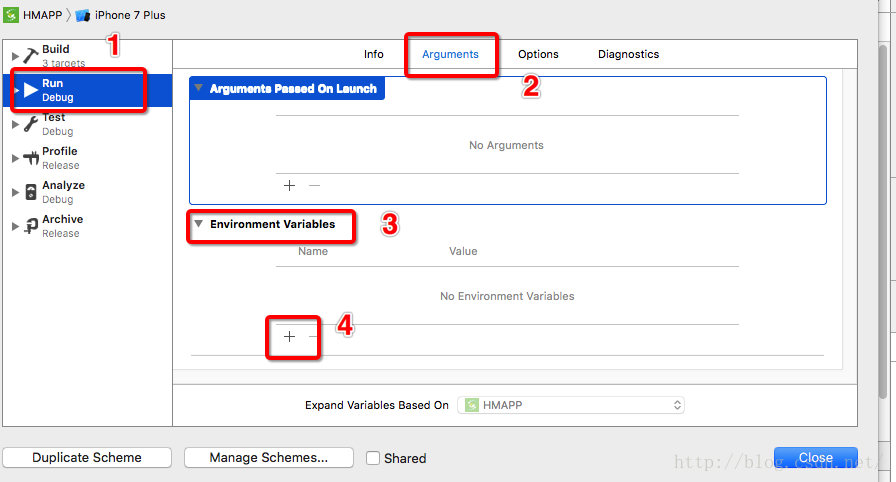 HMAPP 〉 iPhone 7 Plus
1
Build
3 targets
Run
Debug
Test
Debug
Profile
Release
Analyze
Debug
Archive
Release
Info Arguments Options Diagnostics
2
Arguments Passed On Launch
No Arguments
+ −
Environment Variables
3
Name Value
No Environment Variables
+ −
4
Expand Variables Based On HMAPP
Duplicate Scheme Manage Schemes... Shared Close
http://blog.csdn.net/